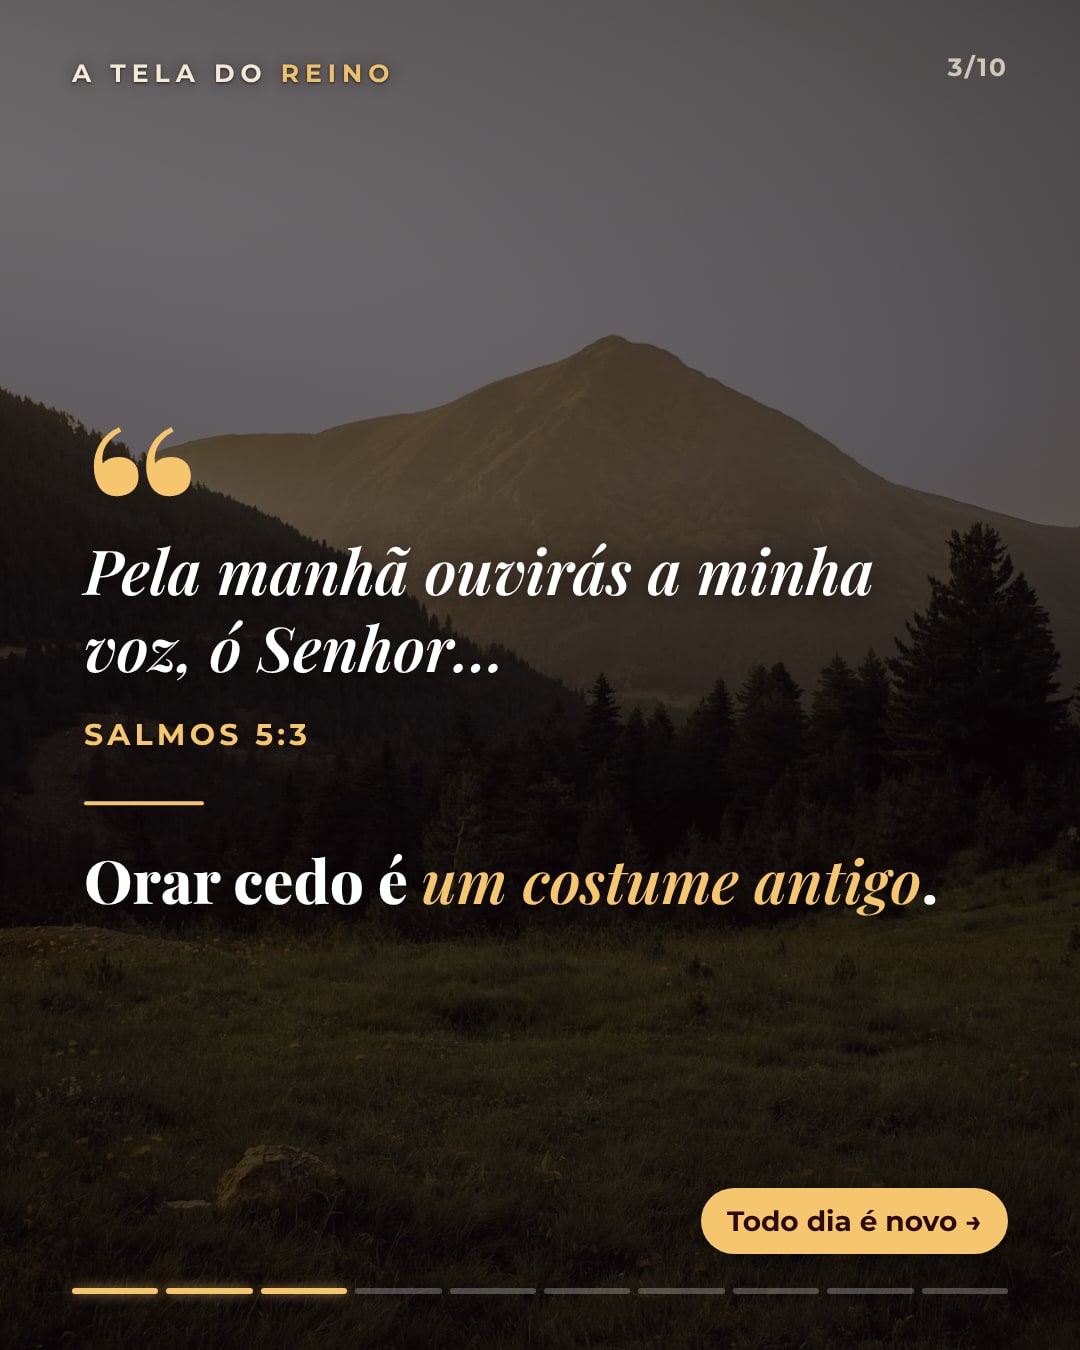 A TELA DO REINO
3/10
“
Pela manhã ouvirás a minha
voz, ó Senhor...
SALMOS 5:3
Orar cedo é um costume antigo.
Todo dia é novo →